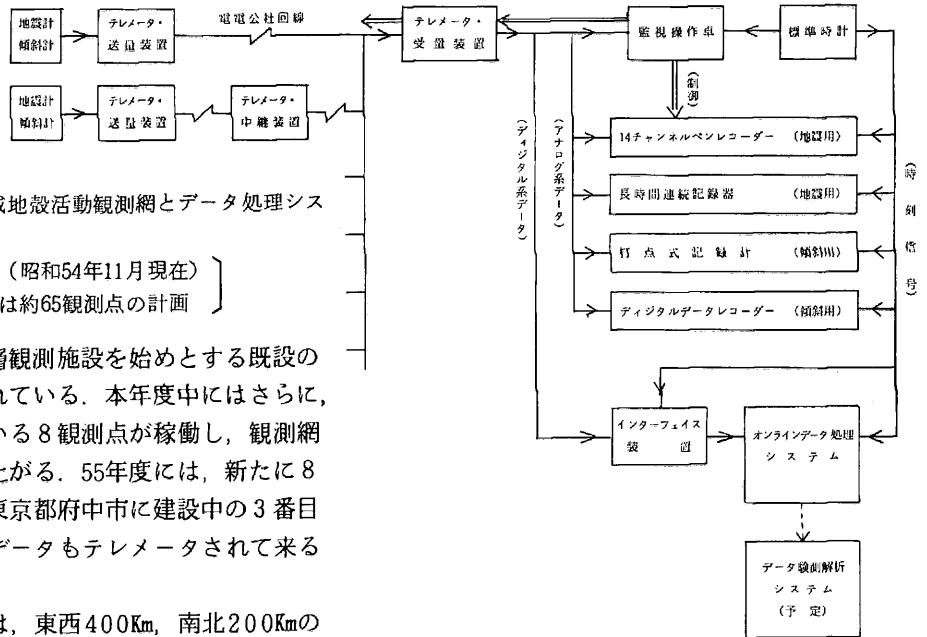 地震計
傾斜計
テレメータ・
送量装置
電電公社回線
テレメータ・
受量装置
監視操作卓
標準時計
地震計
傾斜計
テレメータ・
送量装置
テレメータ・
中継装置
(制御)
(ディジタル系データ)
(アナログ系データ)
(時刻信号)
14チャンネルペンレコーダー (地震用)
長時間連続記録器 (地震用)
打点式記録計 (傾斜用)
ディジタルデータレコーダー (傾斜用)
インターフェイス
装置
オンラインデータ処理
システム
データ験測解析
システム
(予定)
域地殻活動観測網とデータ処理シス
(昭和54年11月現在)
は約65観測点の計画
層観測施設を始めとする既設の
れている. 本年度中にはさらに,
いる8観測点が稼働し, 観測網
上がる. 55年度には, 新たに8
東京都府中市に建設中の3番目
データもテレメータされて来る
は, 東西400Km, 南北200Kmの